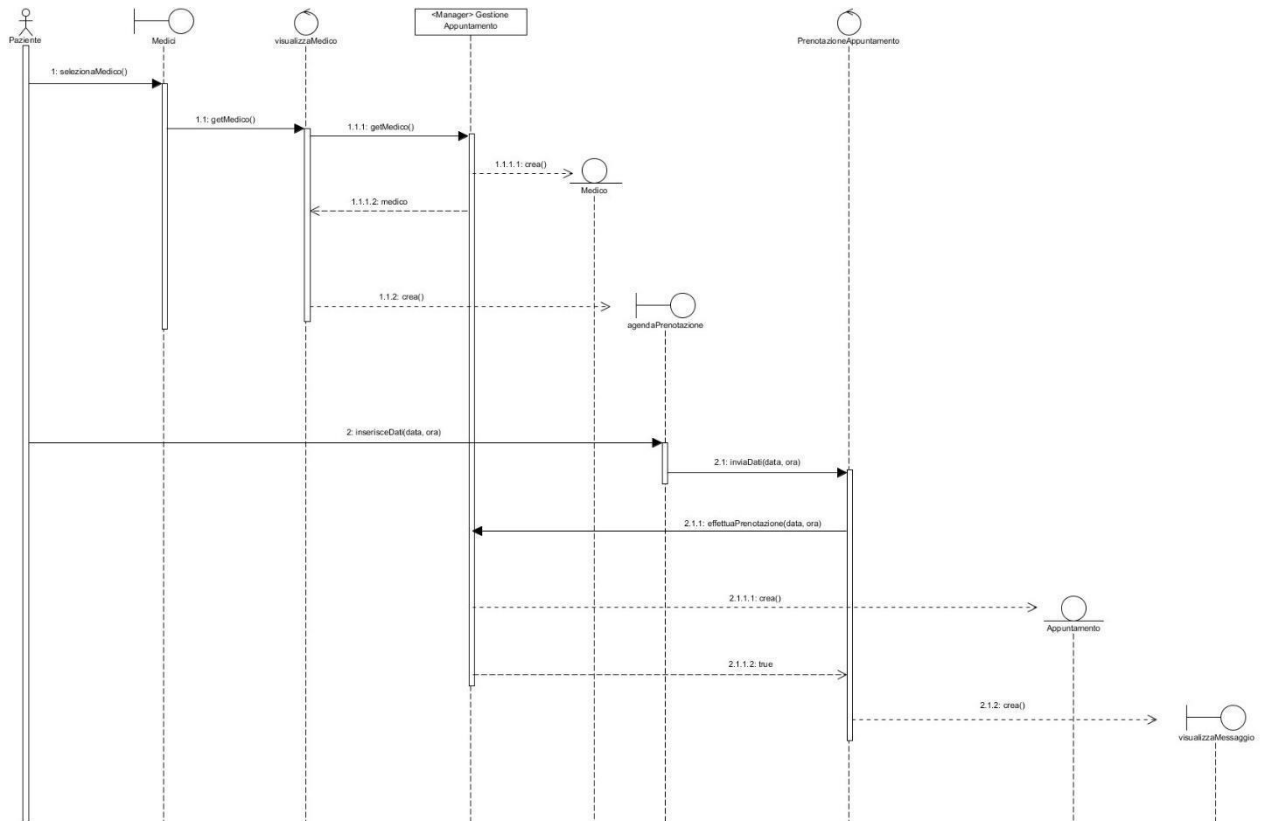 Paziente
Medici
visualizzaMedico
<Manager> Gestione
Appuntamento
PrenotazioneAppuntamento
1: selezionaMedico()
1.1: getMedico()
1.1.1: getMedico()
1.1.1.1: crea()
Medico
1.1.1.2: medico
1.1.2: crea()
agendaPrenotazione
2: inserisceDati(data, ora)
2.1: inviaDati(data, ora)
2.1.1: effettuaPrenotazione(data, ora)
2.1.1.1: crea()
Appuntamento
2.1.1.2: true
2.1.2: crea()
visualizzaMessaggio